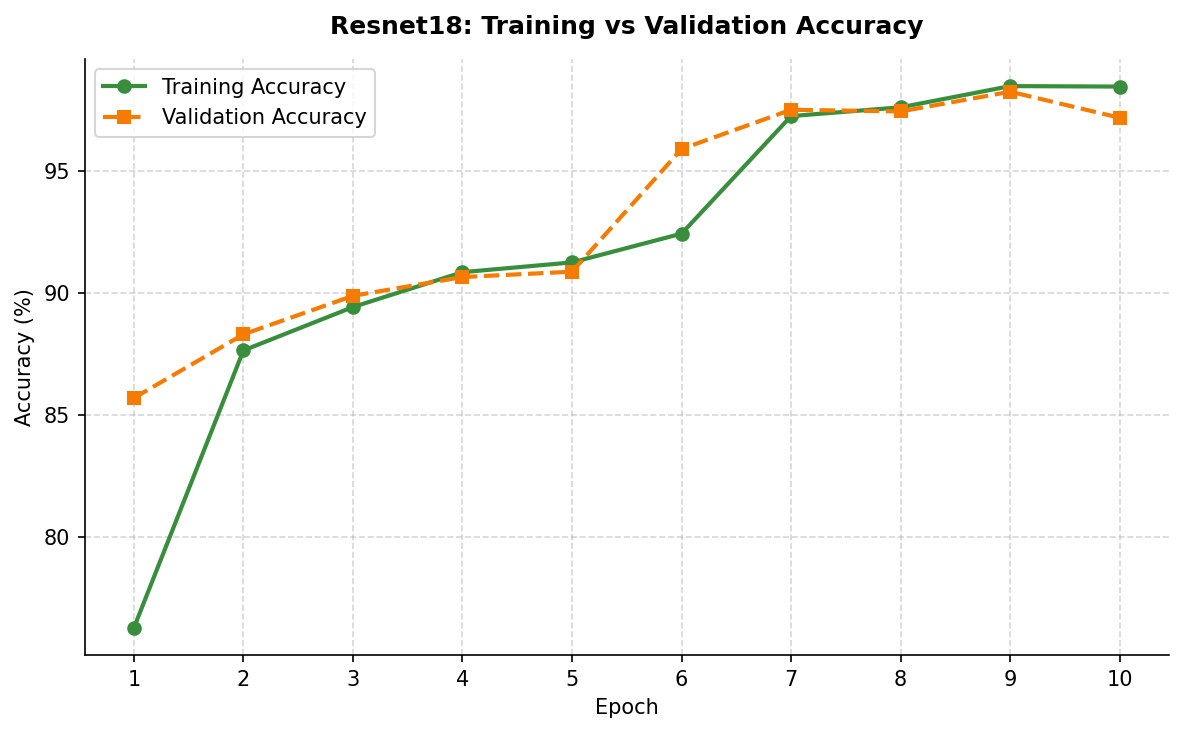 Resnet18: Training vs Validation Accuracy
Training Accuracy
Validation Accuracy
95
90
85
80
Accuracy (%)
1 2 3 4 5 6 7 8 9 10
Epoch